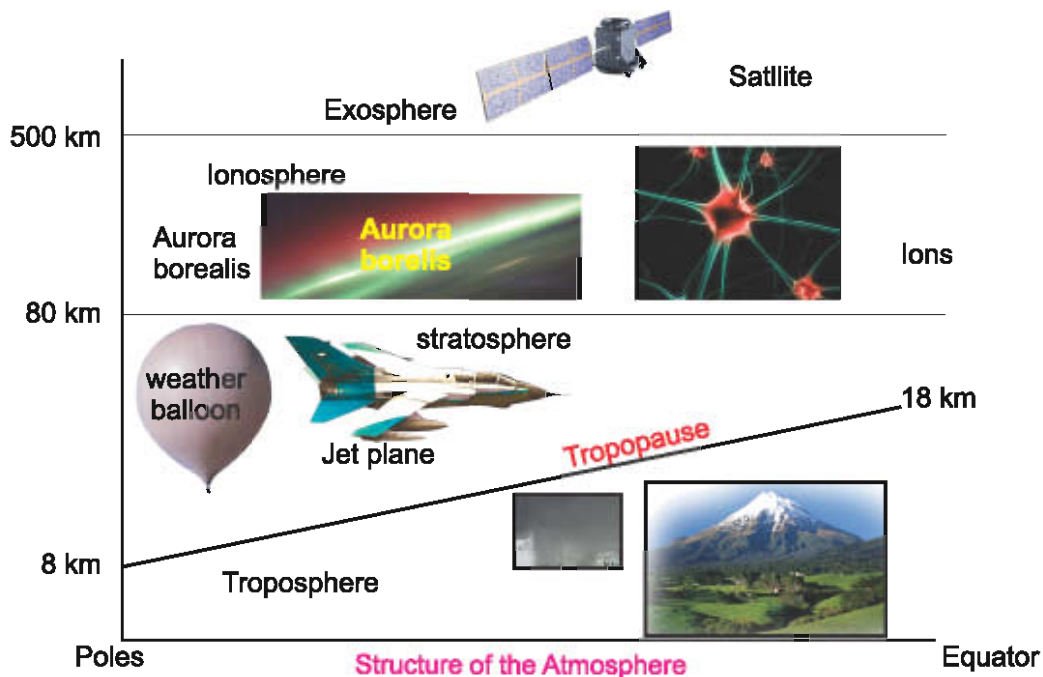 Satllite
Exosphere
500 km
Ionosphere
Aurora
borealis
Aurora
borelis
Ions
80 km
stratosphere
weather
balloon
18 km
Tropopause
Jet plane
8 km
Troposphere
Poles
Structure of the Atmosphere
Equator